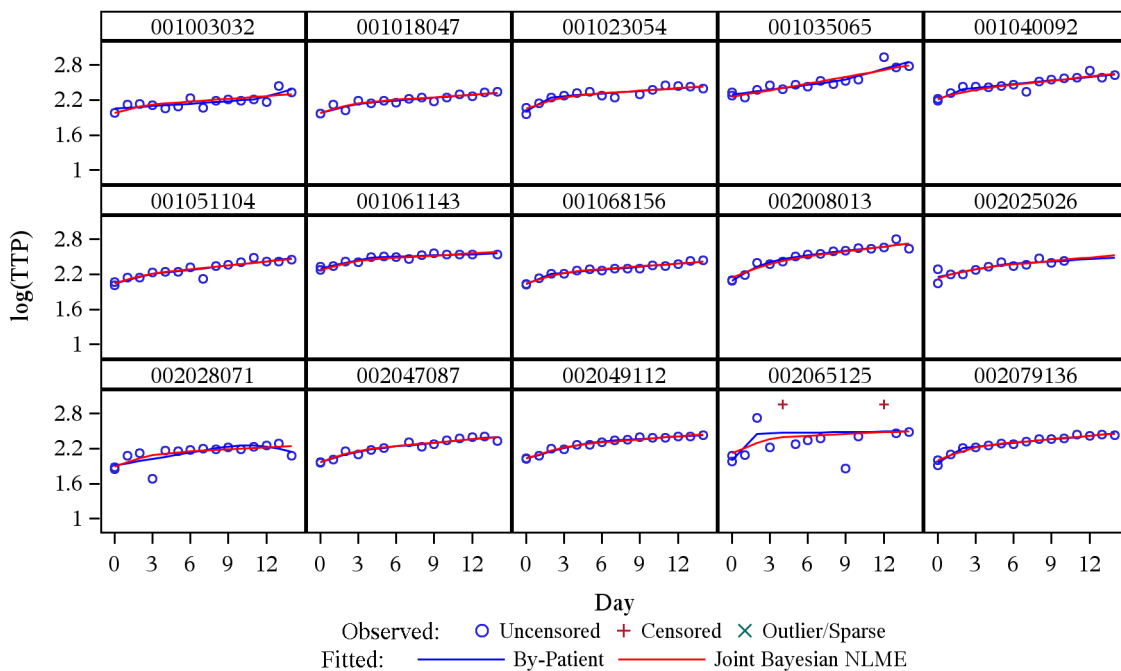 001003032 001018047 001023054 001035065 001040092
2.8
2.2
1.6
1
001051104 001061143 001068156 002008013 002025026
2.8
2.2
1.6
1
002028071 002047087 002049112 002065125 002079136
2.8
2.2
1.6
1
log(TTP)
0 3 6 9 12 0 3 6 9 12 0 3 6 9 12 0 3 6 9 12 0 3 6 9 12
Day
Observed: Uncensored Censored Outlier/Sparse
Fitted: By-Patient Joint Bayesian NLME